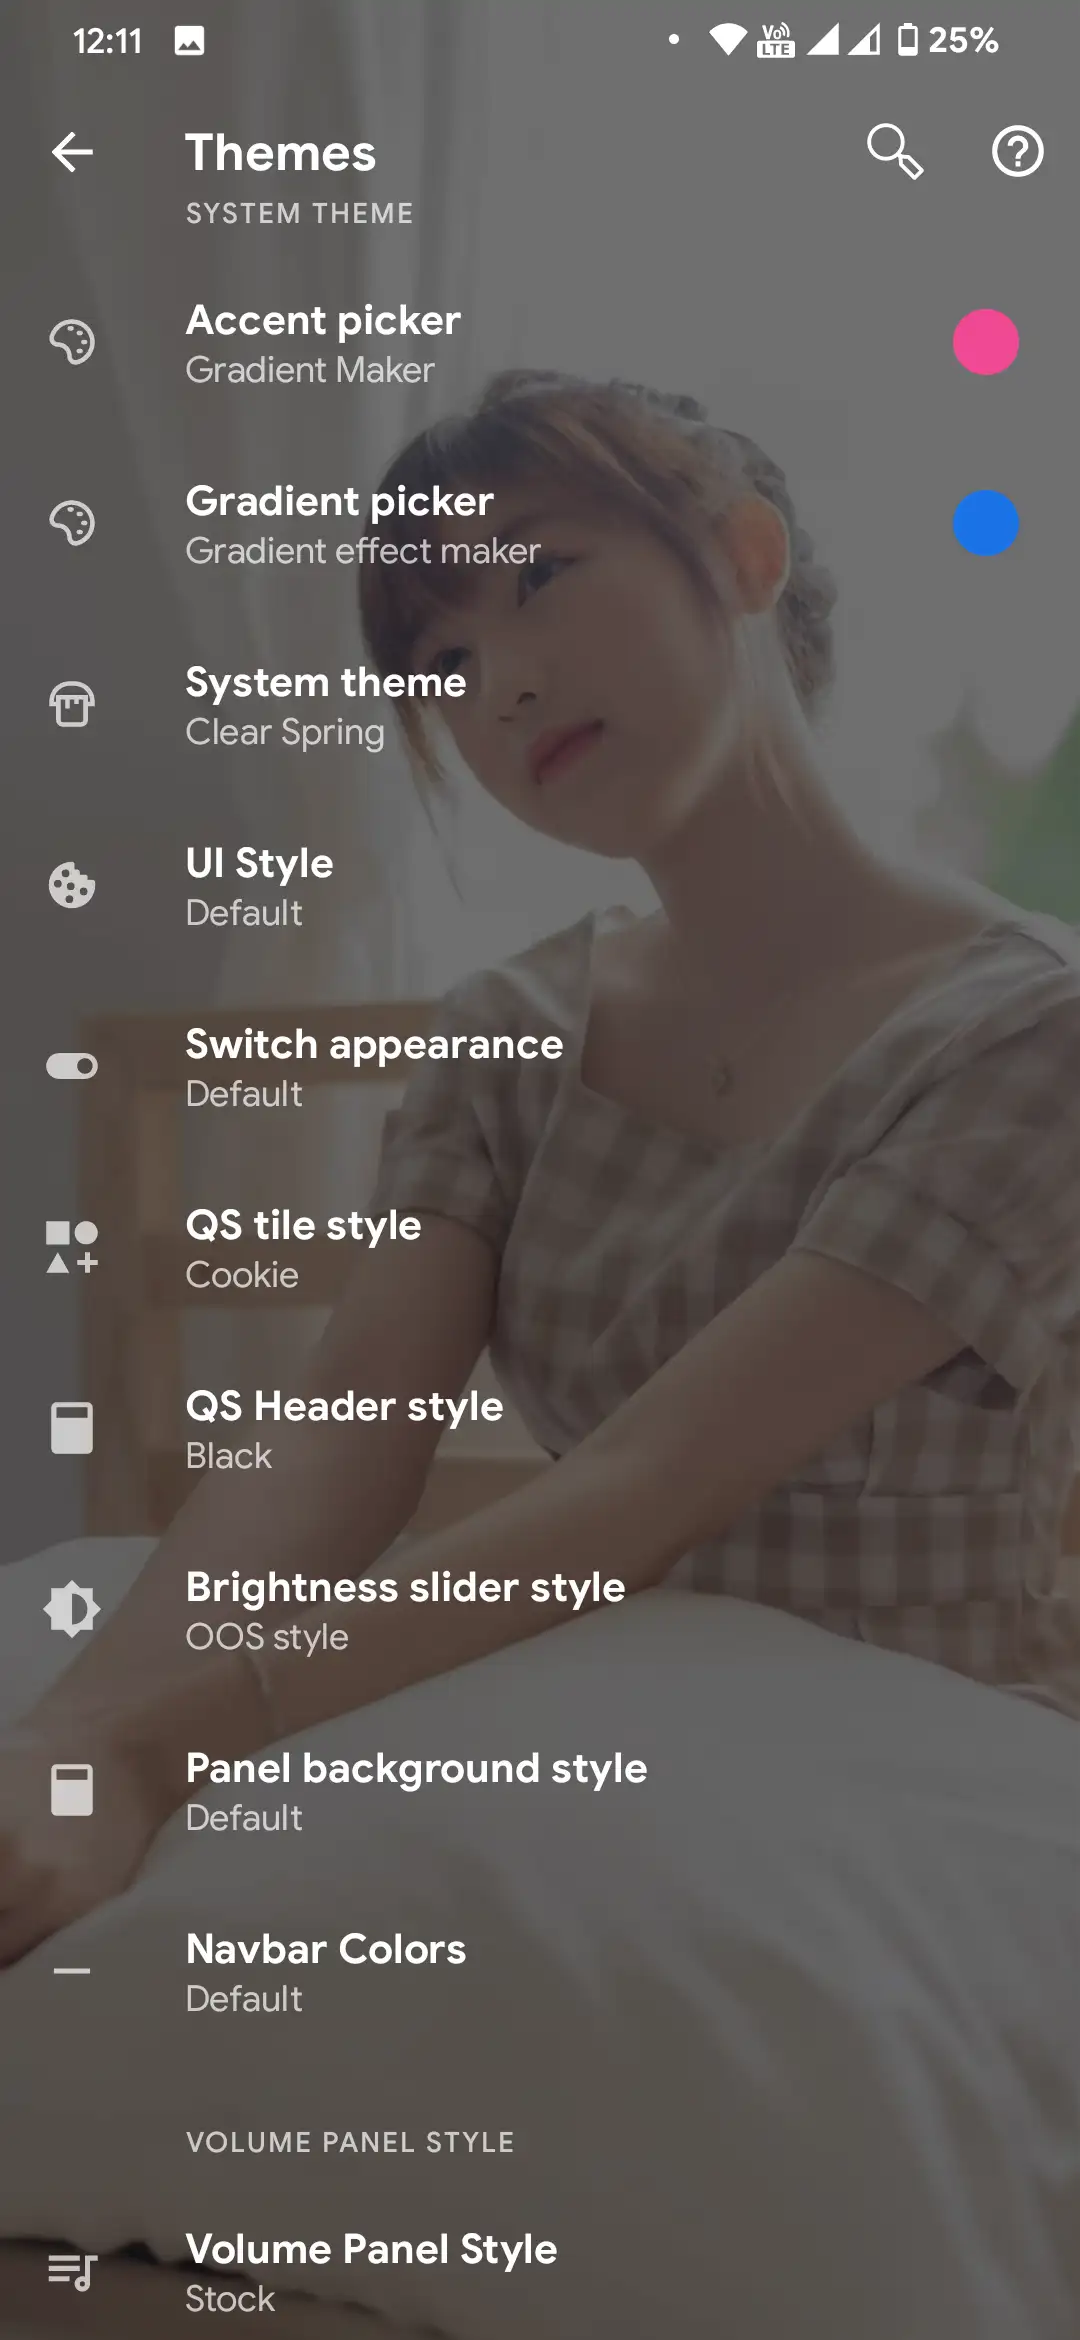 12:11
Vo
LTE
25%
Themes
SYSTEM THEME
Accent picker
Gradient Maker
Gradient picker
Gradient effect maker
System theme
Clear Spring
UI Style
Default
Switch appearance
Default
QS tile style
Cookie
QS Header style
Black
Brightness slider style
OOS style
Panel background style
Default
Navbar Colors
Default
VOLUME PANEL STYLE
Volume Panel Style
Stock